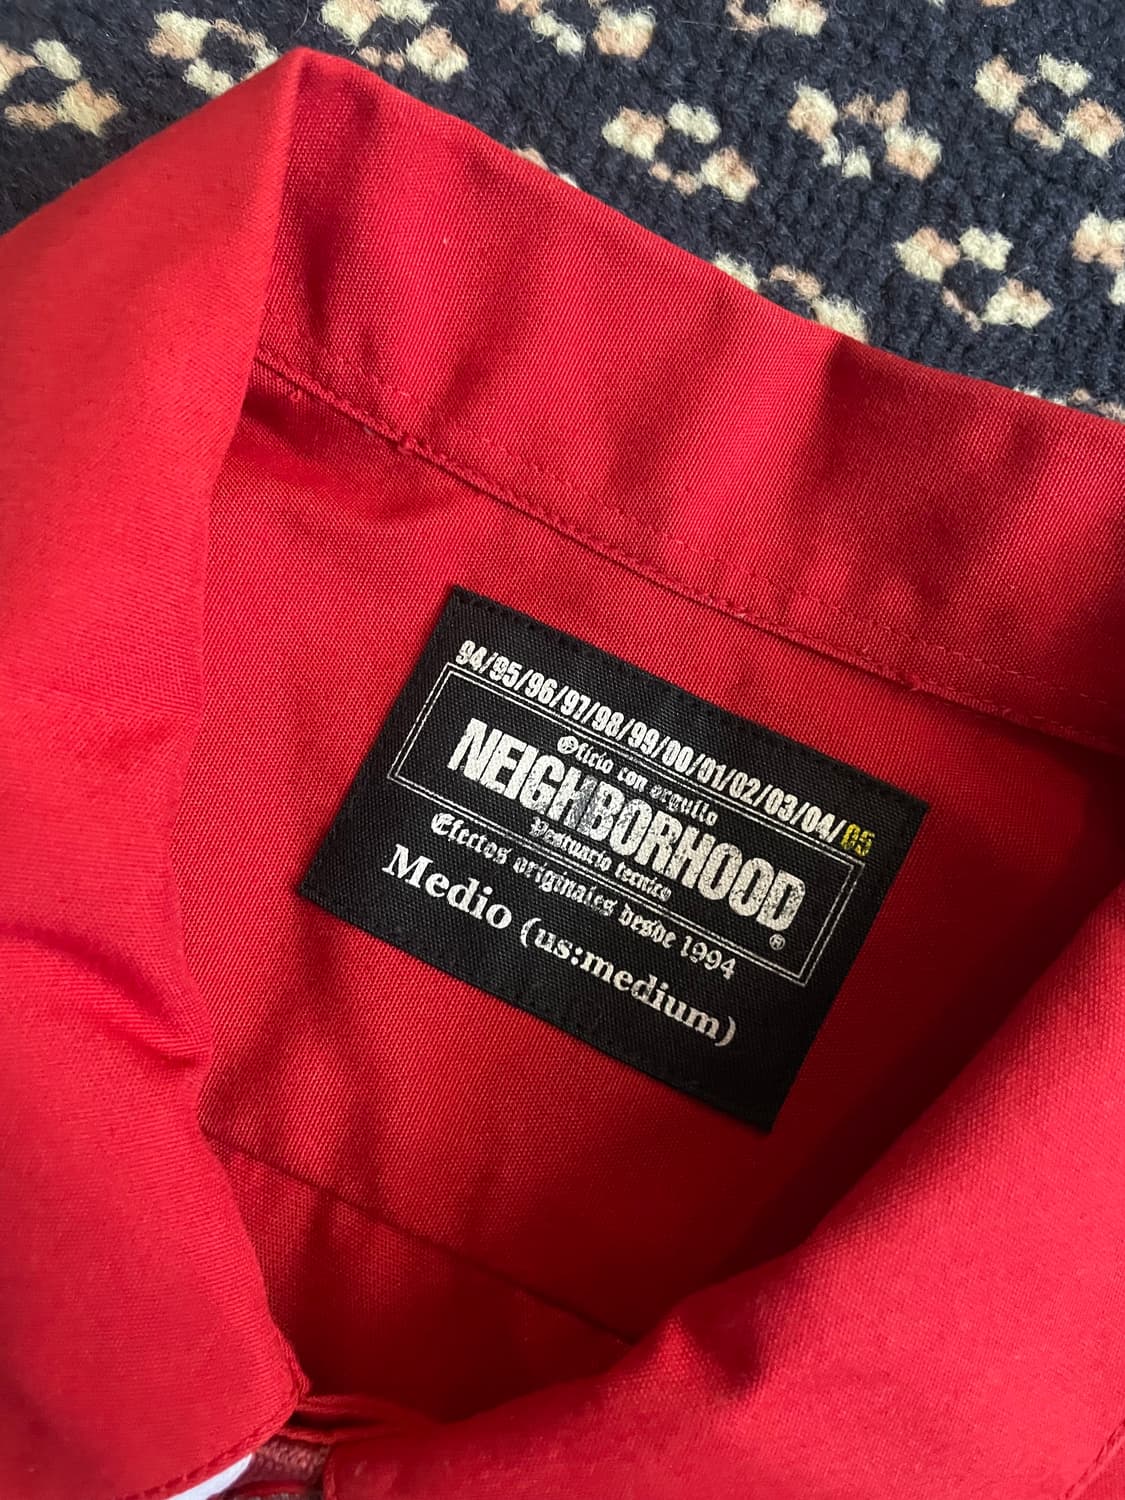 94/95/96/97/98/99/00/01/02/03/04/05
Oficio con orgullo
NEIGHBORHOOD®
Vestuario tecnico
Efectos originales desde 1994
Medio (us:medium)